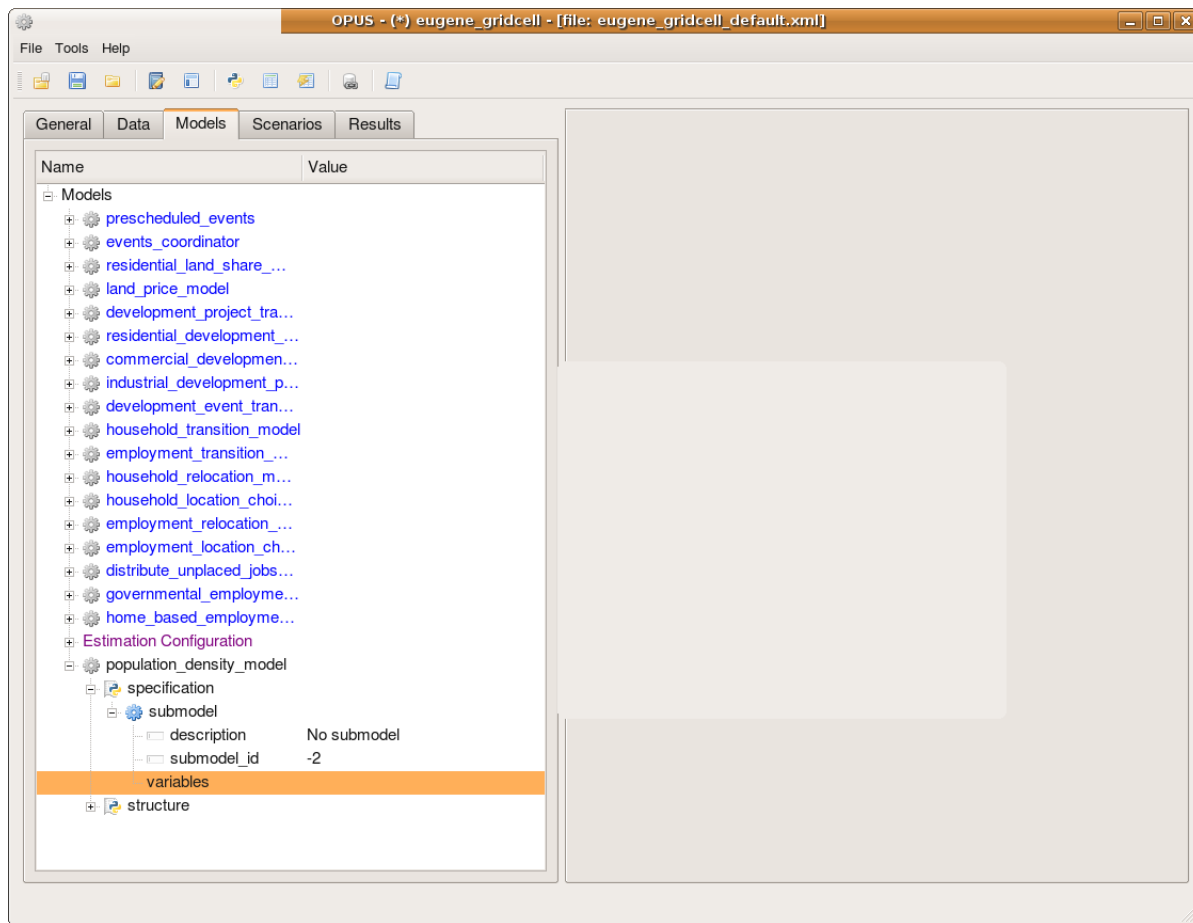 OPUS - (*) eugene_gridcell - [file: eugene_gridcell_default.xml]
File Tools Help
General Data Models Scenarios Results
Name Value
Models
prescheduled_events
events_coordinator
residential_land_share_...
land_price_model
development_project_tra...
residential_development_...
commercial_developmen...
industrial_development_p...
development_event_tran...
household_transition_model
employment_transition_...
household_relocation_m...
household_location_choi...
employment_relocation_...
employment_location_ch...
distribute_unplaced_jobs...
governmental_employme...
home_based_employme...
Estimation Configuration
population_density_model
specification
submodel
description No submodel
submodel_id -2
variables
structure